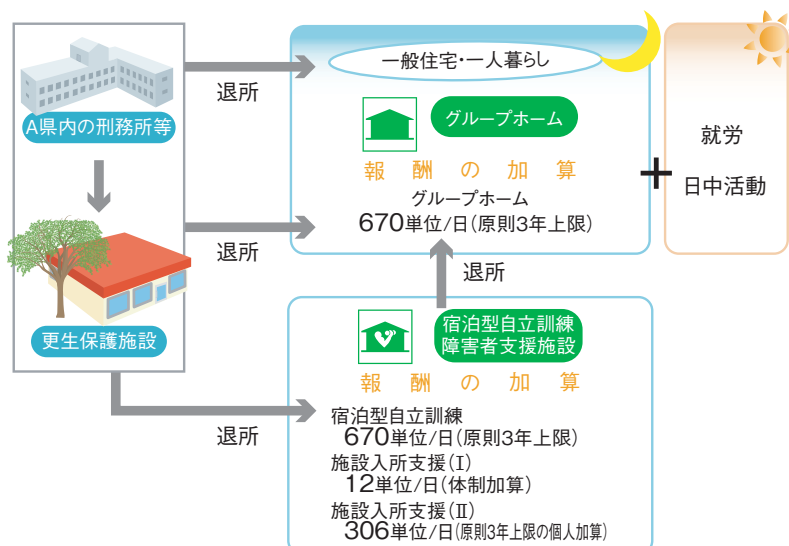 A県内の刑務所等
更生保護施設
退所
退所
退所
一般住宅・一人暮らし
グループホーム
報酬の加算
グループホーム
670単位/日(原則3年上限)
+
就労
日中活動
退所
宿泊型自立訓練
障害者支援施設
報酬の加算
宿泊型自立訓練
670単位/日(原則3年上限)
施設入所支援(Ⅰ)
12単位/日(体制加算)
施設入所支援(Ⅱ)
306単位/日(原則3年上限の個人加算)